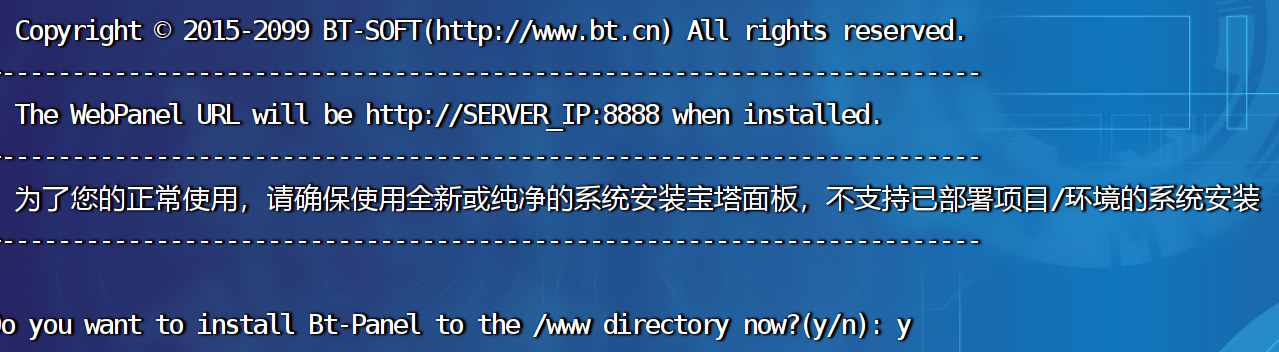 Copyright © 2015-2099 BT-SOFT(http://www.bt.cn) All rights reserved.
----------------------------------------------------------------------
The WebPanel URL will be http://SERVER_IP:8888 when installed.
----------------------------------------------------------------------
为了您的正常使用，请确保使用全新或纯净的系统安装宝塔面板，不支持已部署项目/环境的系统安装
----------------------------------------------------------------------
Do you want to install Bt-Panel to the /www directory now?(y/n): y